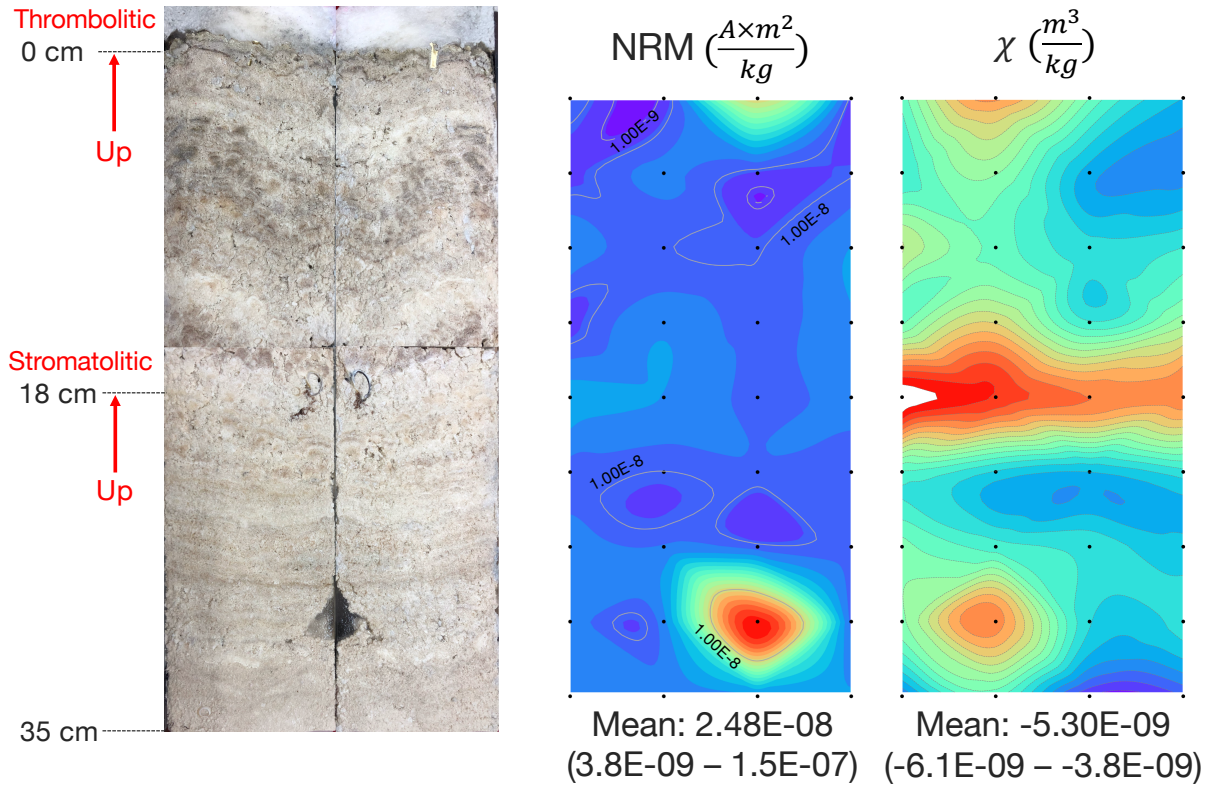 Thrombolitic
0 cm
Up
Stromatolitic
18 cm
Up
35 cm
NRM (A×m²/kg)
1.00E-9
1.00E-8
1.00E-8
1.00E-8
Mean: 2.48E-08
(3.8E-09 – 1.5E-07)
χ (m³/kg)
Mean: -5.30E-09
(-6.1E-09 – -3.8E-09)